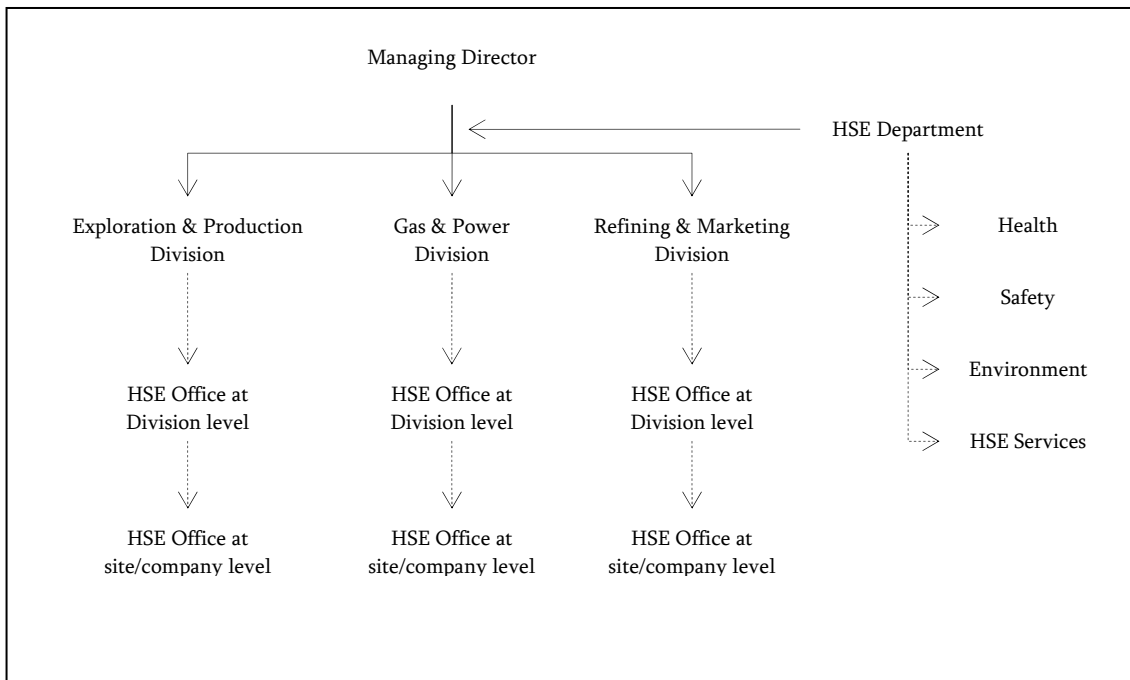 Managing Director
HSE Department
Exploration & Production
Division
Gas & Power
Division
Refining & Marketing
Division
Health
Safety
Environment
HSE Services
HSE Office at
Division level
HSE Office at
Division level
HSE Office at
Division level
HSE Office at
site/company level
HSE Office at
site/company level
HSE Office at
site/company level